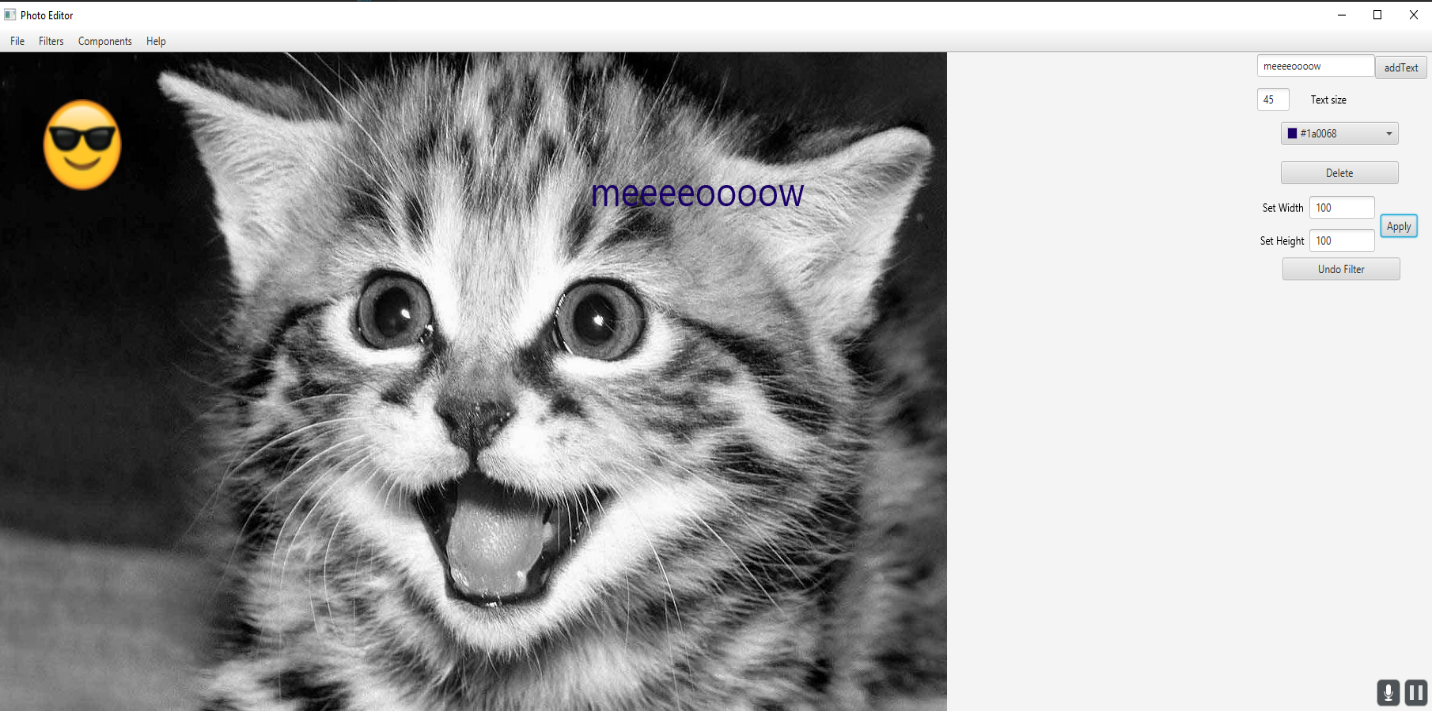 Photo Editor
File Filters Components Help
meeeeoooow addText
45 Text size
#1a0068
Delete
Set Width 100
Apply
Set Height 100
Undo Filter
meeeeoooow